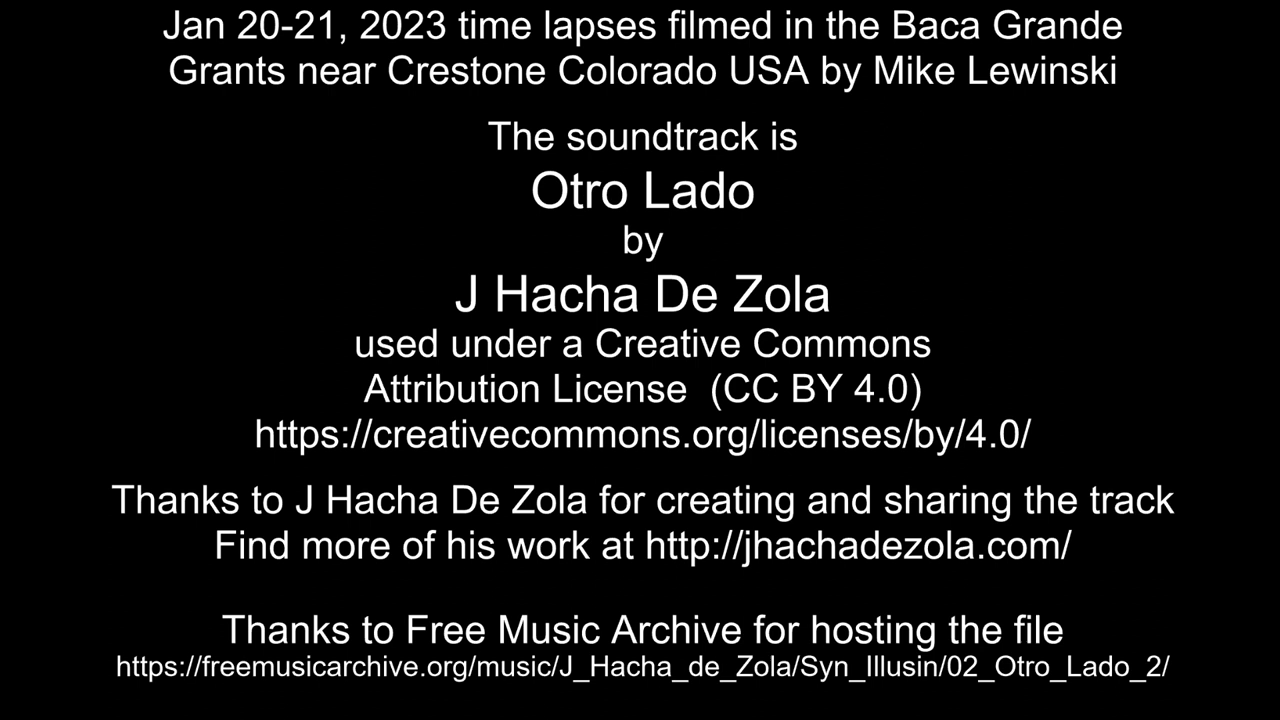 Jan 20-21, 2023 time lapses filmed in the Baca Grande
Grants near Crestone Colorado USA by Mike Lewinski
The soundtrack is
Otro Lado
by
J Hacha De Zola
used under a Creative Commons
Attribution License  (CC BY 4.0)
https://creativecommons.org/licenses/by/4.0/
Thanks to J Hacha De Zola for creating and sharing the track
Find more of his work at http://jhachadezola.com/
Thanks to Free Music Archive for hosting the file
https://freemusicarchive.org/music/J_Hacha_de_Zola/Syn_Illusin/02_Otro_Lado_2/